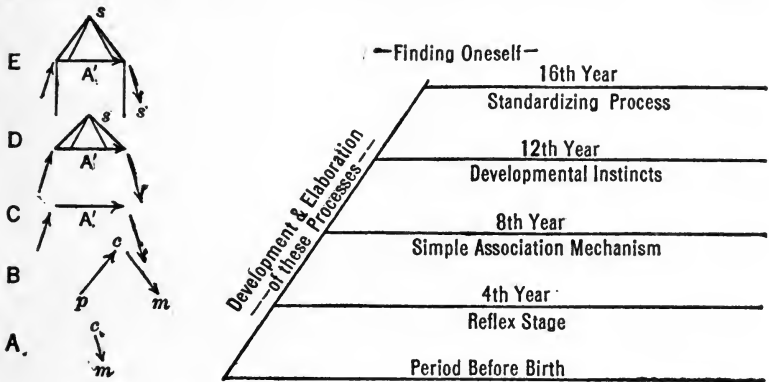 s
E
A'
s
D
s
A'
C
A'
B
c
p
m
A
c
m
—Finding Oneself—
16th Year
Standardizing Process
12th Year
Developmental Instincts
8th Year
Simple Association Mechanism
4th Year
Reflex Stage
Period Before Birth
Development & Elaboration
—of these Processes—